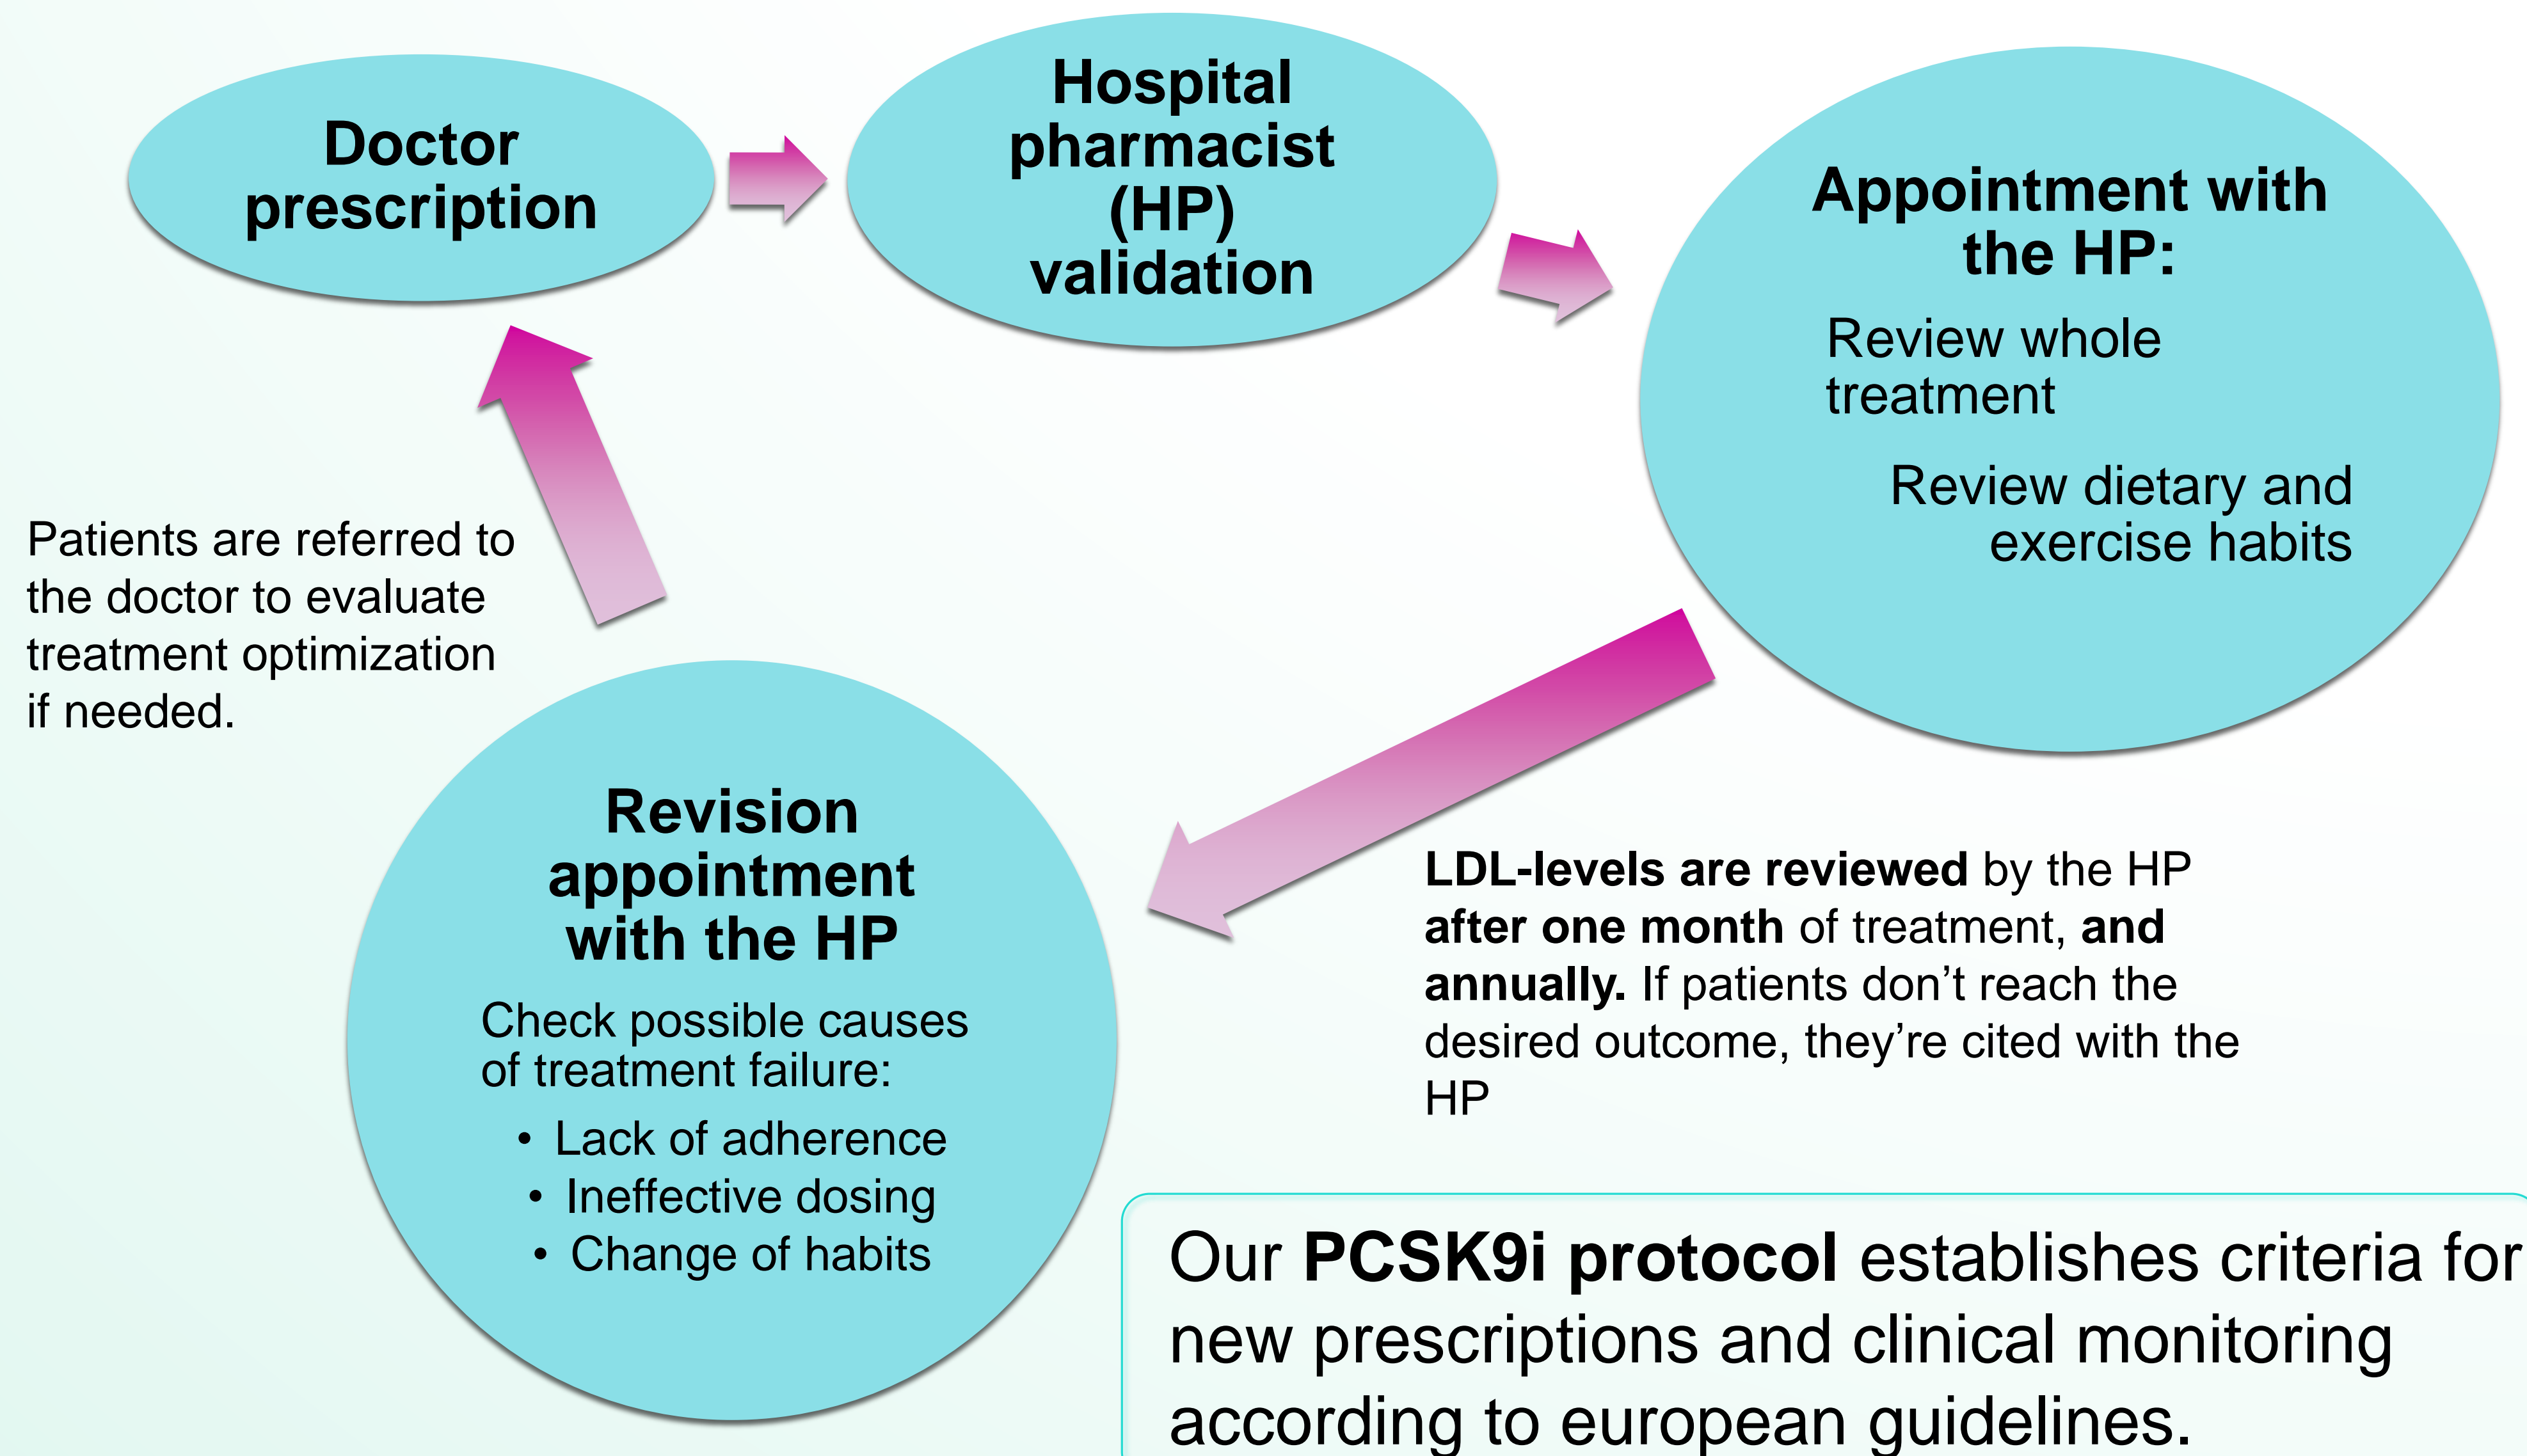 Doctor
prescription
Hospital
pharmacist
(HP)
validation
Appointment with
the HP:
Review whole
treatment
Review dietary and
exercise habits
Patients are referred to
the doctor to evaluate
treatment optimization
if needed.
Revision
appointment
with the HP
Check possible causes
of treatment failure:
• Lack of adherence
• Ineffective dosing
• Change of habits
LDL-levels are reviewed by the HP
after one month of treatment, and
annually. If patients don’t reach the
desired outcome, they’re cited with the
HP
Our PCSK9i protocol establishes criteria for
new prescriptions and clinical monitoring
according to european guidelines.